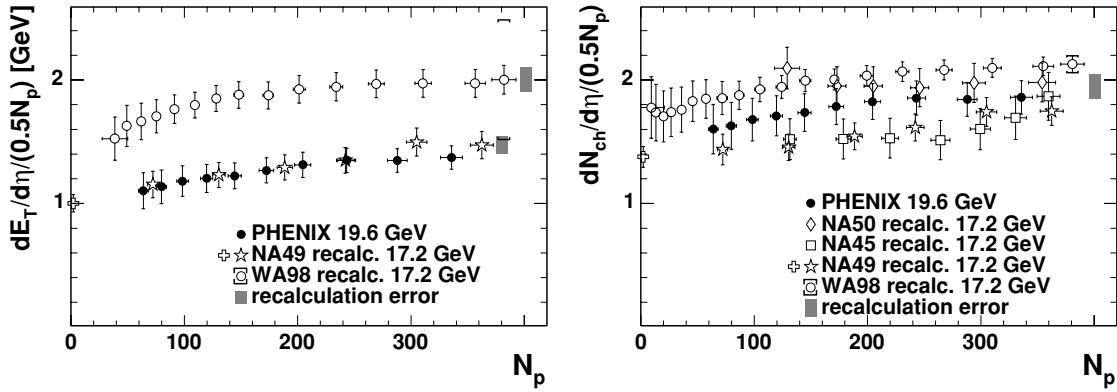 dE_T/dη/(0.5N_p) [GeV]
2
1
PHENIX 19.6 GeV
NA49 recalc. 17.2 GeV
WA98 recalc. 17.2 GeV
recalculation error
0 100 200 300
N_p
dN_ch/dη/(0.5N_p)
2
1
PHENIX 19.6 GeV
NA50 recalc. 17.2 GeV
NA45 recalc. 17.2 GeV
NA49 recalc. 17.2 GeV
WA98 recalc. 17.2 GeV
recalculation error
0 100 200 300
N_p